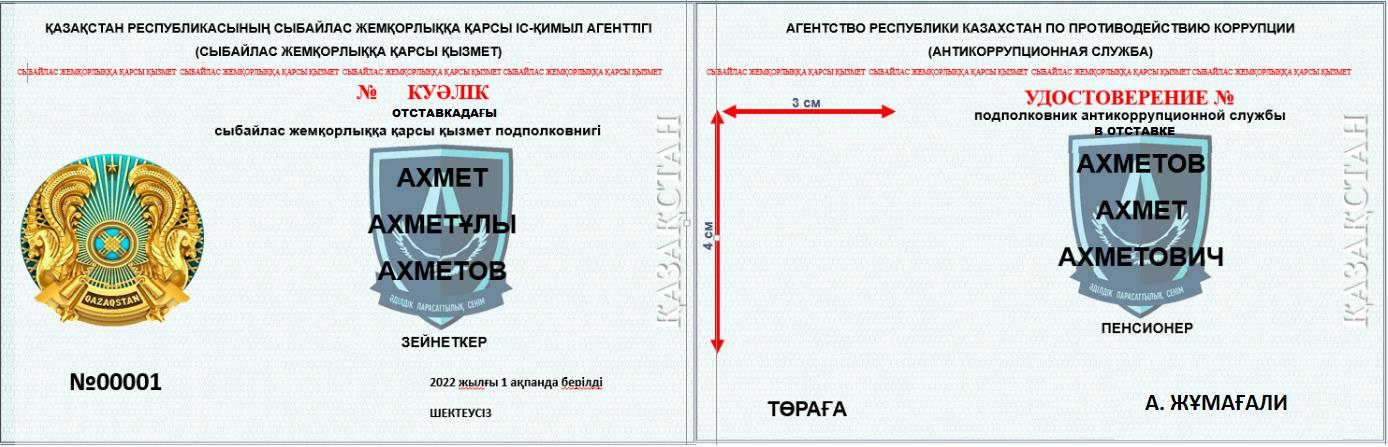 ҚАЗАҚСТАН РЕСПУБЛИКАСЫНЫҢ СЫБАЙЛАС ЖЕМҚОРЛЫҚҚА ҚАРСЫ ІС-ҚИМЫЛ АГЕНТТІГІ
(СЫБАЙЛАС ЖЕМҚОРЛЫҚҚА ҚАРСЫ ҚЫЗМЕТ)
СЫБАЙЛАС ЖЕМҚОРЛЫҚҚА ҚАРСЫ ҚЫЗМЕТ СЫБАЙЛАС ЖЕМҚОРЛЫҚҚА ҚАРСЫ ҚЫЗМЕТ СЫБАЙЛАС ЖЕМҚОРЛЫҚҚА ҚАРСЫ ҚЫЗМЕТ СЫБАЙЛАС ЖЕМҚОРЛЫҚҚА ҚАРСЫ ҚЫЗМЕТ
№ КУӘЛІК
ОТСТАВКАДАҒЫ
сыбайлас жемқорлыққа қарсы қызмет подполковнигі
АХМЕТ
АХМЕТҰЛЫ
АХМЕТОВ
ӘДІЛДІК ПАРАСАТТЫЛЫҚ СЕНІМ
ЗЕЙНЕТКЕР
QAZAQSTAN
ҚАЗАҚСТАН
№00001
2022 жылғы 1 ақпанда берілді
ШЕКТЕУСІЗ
АГЕНТСТВО РЕСПУБЛИКИ КАЗАХСТАН ПО ПРОТИВОДЕЙСТВИЮ КОРРУПЦИИ
(АНТИКОРРУПЦИОННАЯ СЛУЖБА)
СЫБАЙЛАС ЖЕМҚОРЛЫҚҚА ҚАРСЫ ҚЫЗМЕТ СЫБАЙЛАС ЖЕМҚОРЛЫҚҚА ҚАРСЫ ҚЫЗМЕТ СЫБАЙЛАС ЖЕМҚОРЛЫҚҚА ҚАРСЫ ҚЫЗМЕТ СЫБАЙЛАС ЖЕМҚОРЛЫҚҚА ҚАРСЫ ҚЫЗМЕТ
3 см
4 см
УДОСТОВЕРЕНИЕ №
подполковник антикоррупционной службы
В ОТСТАВКЕ
АХМЕТОВ
АХМЕТ
АХМЕТОВИЧ
ӘДІЛДІК ПАРАСАТТЫЛЫҚ СЕНІМ
ПЕНСИОНЕР
ҚАЗАҚСТАН
ТӨРАҒА
А. ЖҰМАҒАЛИ